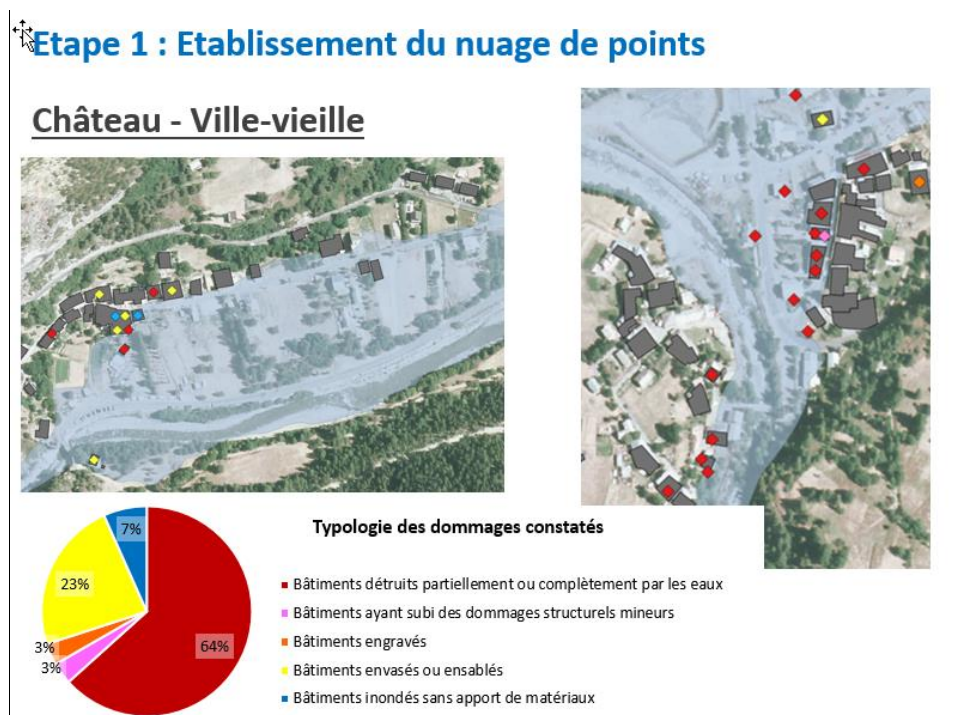 Etape 1 : Etablissement du nuage de points
Château - Ville-vieille
Typologie des dommages constatés
7%
23%
3%
3%
64%
Bâtiments détruits partiellement ou complètement par les eaux
Bâtiments ayant subi des dommages structurels mineurs
Bâtiments engravés
Bâtiments envasés ou ensablés
Bâtiments inondés sans apport de matériaux